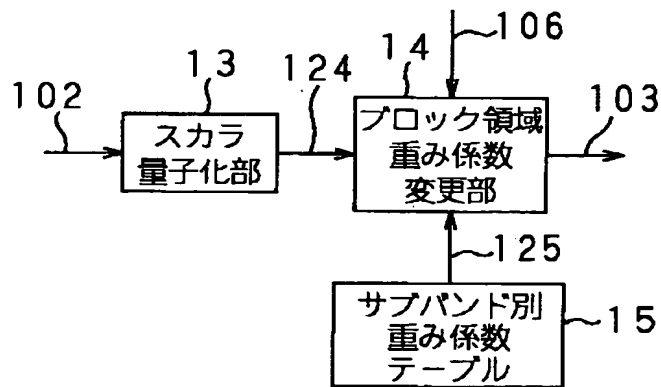 106
13
14
102
124
103
スカラ
量子化部
ブロック領域
重み係数
変更部
125
サブバンド別
重み係数
テーブル
15